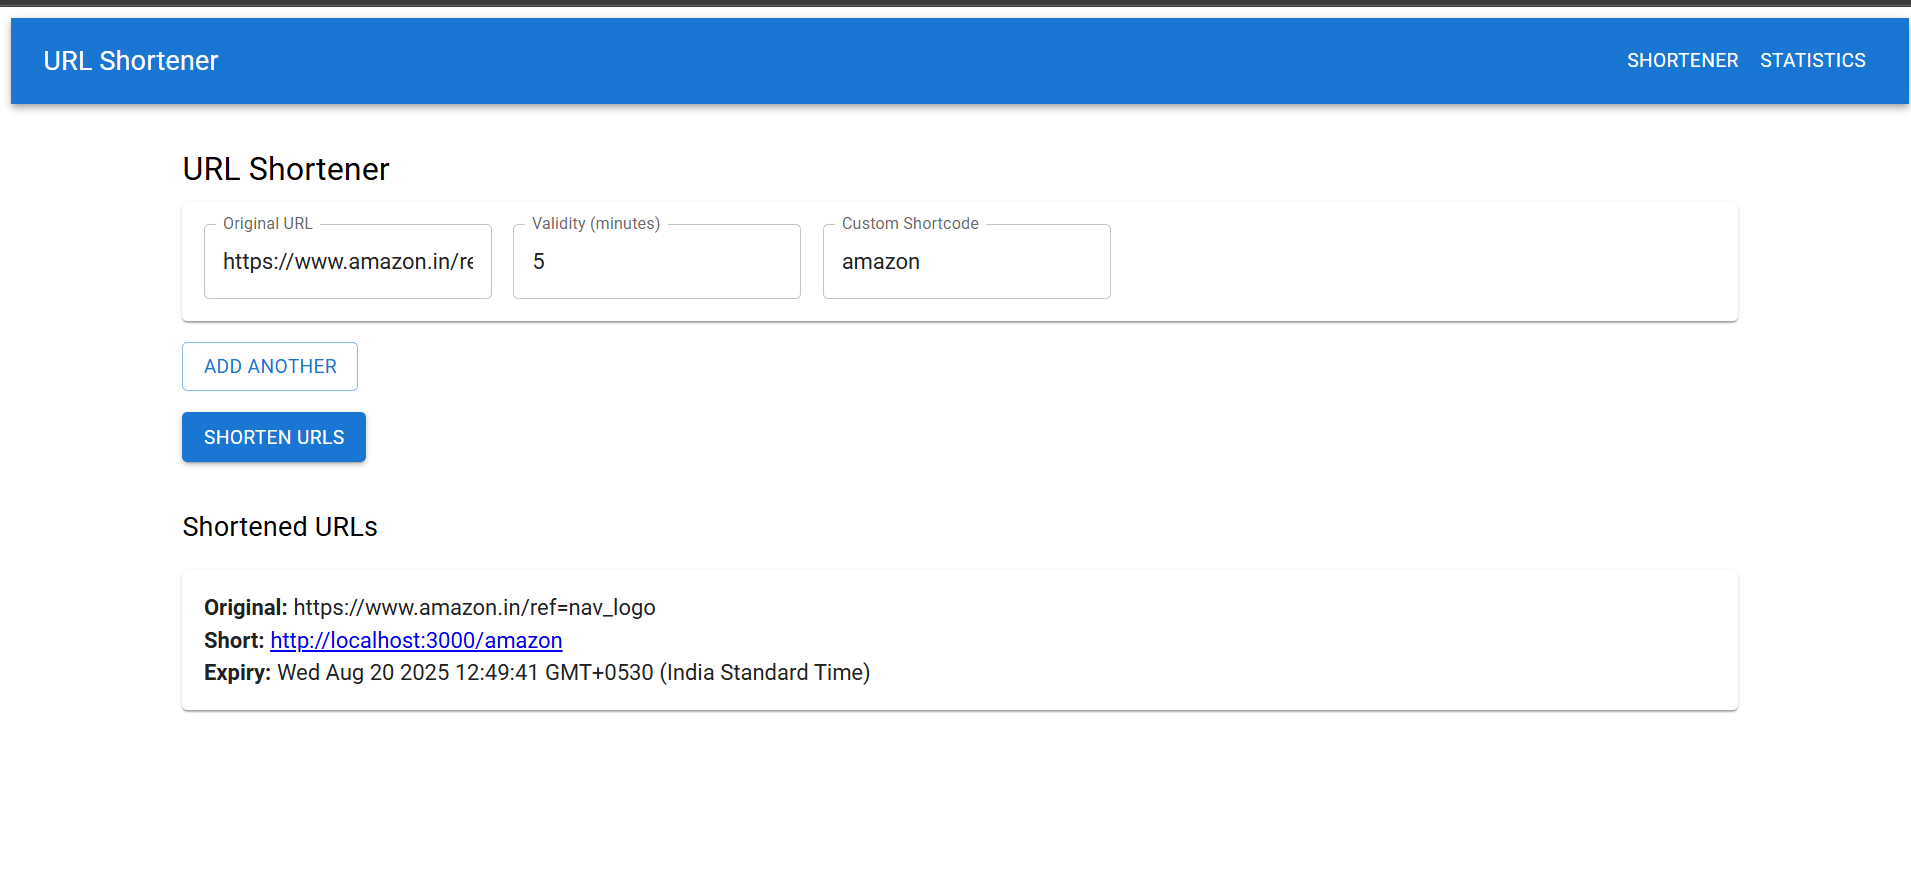 URL Shortener
SHORTENER STATISTICS
URL Shortener
Original URL Validity (minutes) Custom Shortcode
https://www.amazon.in/re 5 amazon
ADD ANOTHER
SHORTEN URLS
Shortened URLs
Original: https://www.amazon.in/ref=nav_logo
Short: http://localhost:3000/amazon
Expiry: Wed Aug 20 2025 12:49:41 GMT+0530 (India Standard Time)